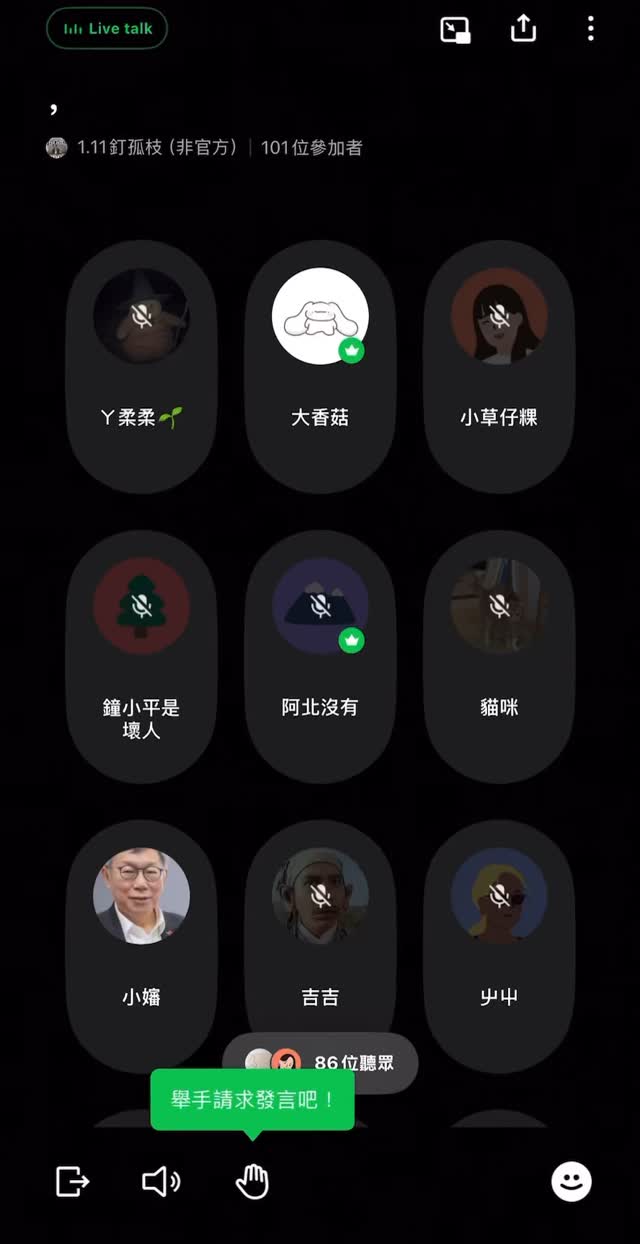 Live talk
,
1.11釘孤枝（非官方）｜101位參加者
ㄚ柔柔🌱
大香菇
小草仔粿
鐘小平是
壞人
阿北沒有
貓咪
小嬸
吉吉
ㄓㄓ
86位聽眾
舉手請求發言吧！